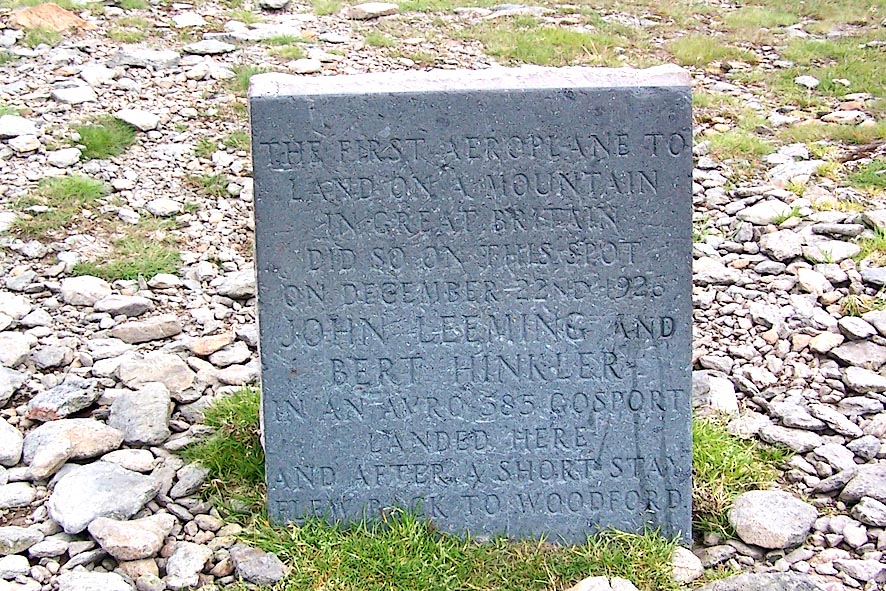 THE FIRST AEROPLANE TO
LAND ON A MOUNTAIN
IN GREAT BRITAIN
DID SO ON THIS SPOT
ON DECEMBER 22ND 1926
JOHN LEEMING AND
BERT HINKLER
IN AN AVRO 585 GOSPORT
LANDED HERE
AND AFTER A SHORT STAY
FLEW BACK TO WOODFORD